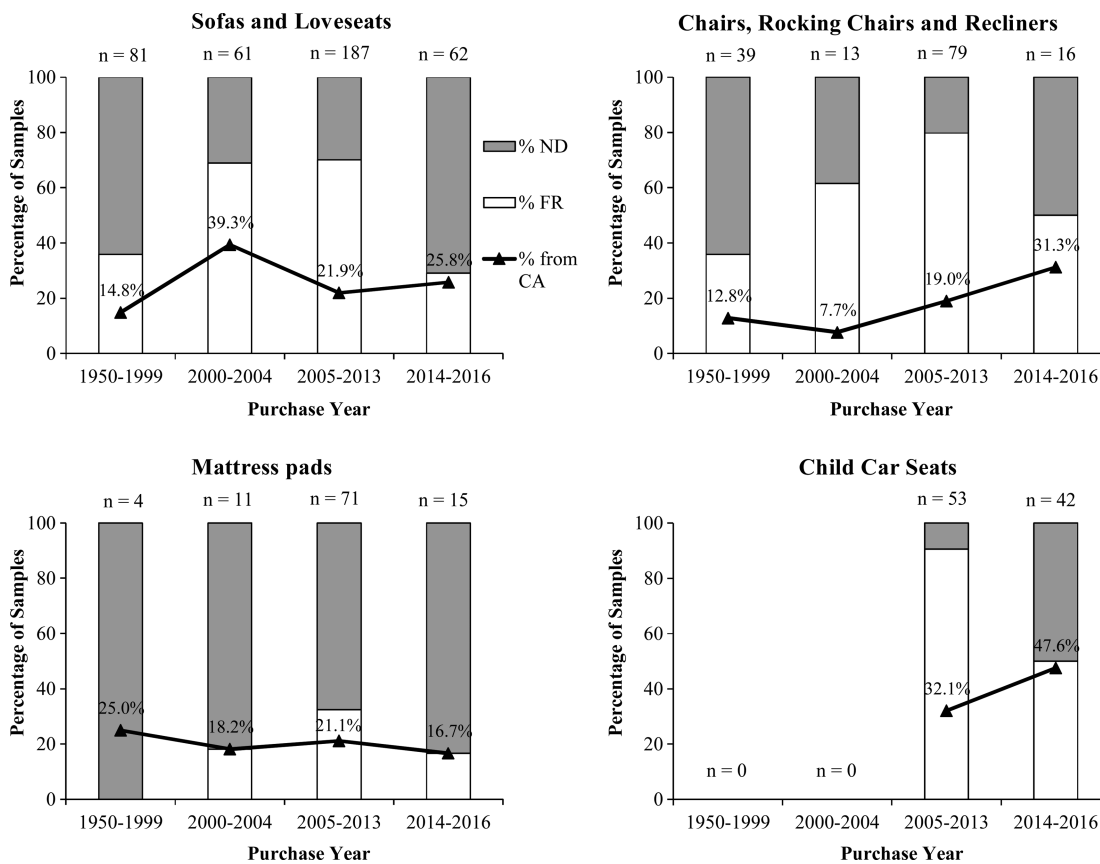 Sofas and Loveseats
n = 81 n = 61 n = 187 n = 62
Percentage of Samples
100
80
60
40
20
0
14.8%
39.3%
21.9%
25.8%
1950-1999 2000-2004 2005-2013 2014-2016
Purchase Year
% ND
% FR
% from
CA
Chairs, Rocking Chairs and Recliners
n = 39 n = 13 n = 79 n = 16
Percentage of Samples
100
80
60
40
20
0
12.8%
7.7%
19.0%
31.3%
1950-1999 2000-2004 2005-2013 2014-2016
Purchase Year
Mattress pads
n = 4 n = 11 n = 71 n = 15
Percentage of Samples
100
80
60
40
20
0
25.0%
18.2%
21.1%
16.7%
1950-1999 2000-2004 2005-2013 2014-2016
Purchase Year
Child Car Seats
n = 53 n = 42
Percentage of Samples
100
80
60
40
20
0
47.6%
32.1%
n = 0 n = 0
1950-1999 2000-2004 2005-2013 2014-2016
Purchase Year